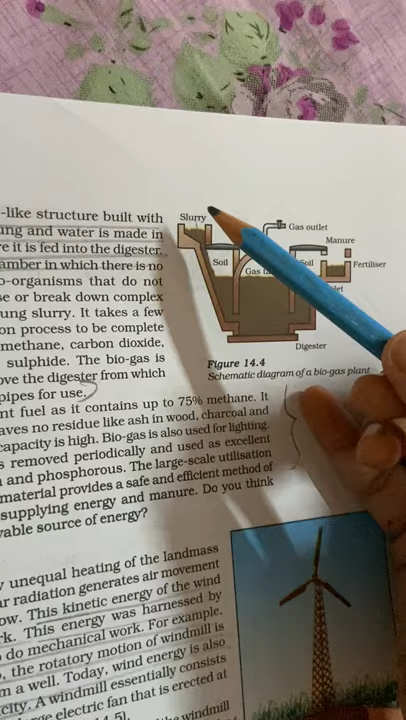 -like structure built with
ung and water is made in
re it is fed into the digester.
amber in which there is no
o-organisms that do not
se or break down complex
ung slurry. It takes a few
on process to be complete
methane, carbon dioxide,
sulphide. The bio-gas is
ove the digester from which
pipes for use.
nt fuel as it contains up to 75% methane. It
aves no residue like ash in wood, charcoal and
capacity is high. Bio-gas is also used for lighting.
s removed periodically and used as excellent
n and phosphorous. The large-scale utilisation
material provides a safe and efficient method of
supplying energy and manure. Do you think
vable source of energy?
Slurry
Gas outlet
Manure
Soil
Gas ta
Soil
Fertiliser
let
Digester
Figure 14.4
Schematic diagram of a bio-gas plant
y unequal heating of the landmass
ar radiation generates air movement
ow. This kinetic energy of the wind
rk. This energy was harnessed by
o do mechanical work. For example,
, the rotatory motion of windmill is
m a well. Today, wind energy is also
city. A windmill essentially consists
ge electric fan that is erected at
14.5).
windmill